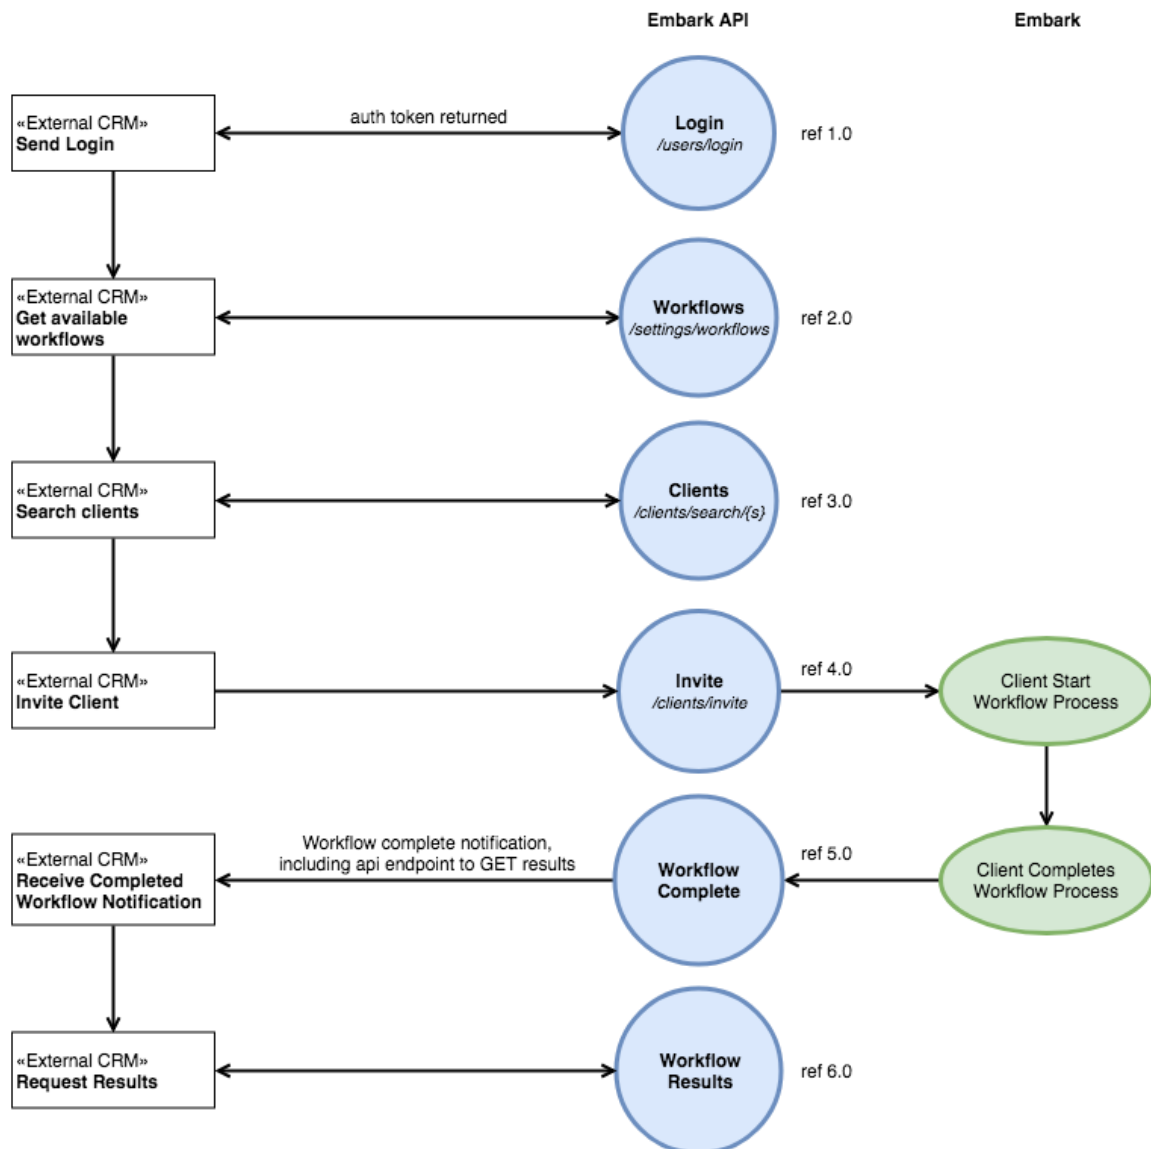 Embark API
Embark
«External CRM»
Send Login
auth token returned
Login
/users/login
ref 1.0
«External CRM»
Get available
workflows
Workflows
/settings/workflows
ref 2.0
«External CRM»
Search clients
Clients
/clients/search/{s}
ref 3.0
«External CRM»
Invite Client
Invite
/clients/invite
ref 4.0
Client Start
Workflow Process
«External CRM»
Receive Completed
Workflow Notification
Workflow complete notification,
including api endpoint to GET results
Workflow
Complete
ref 5.0
Client Completes
Workflow Process
«External CRM»
Request Results
Workflow
Results
ref 6.0